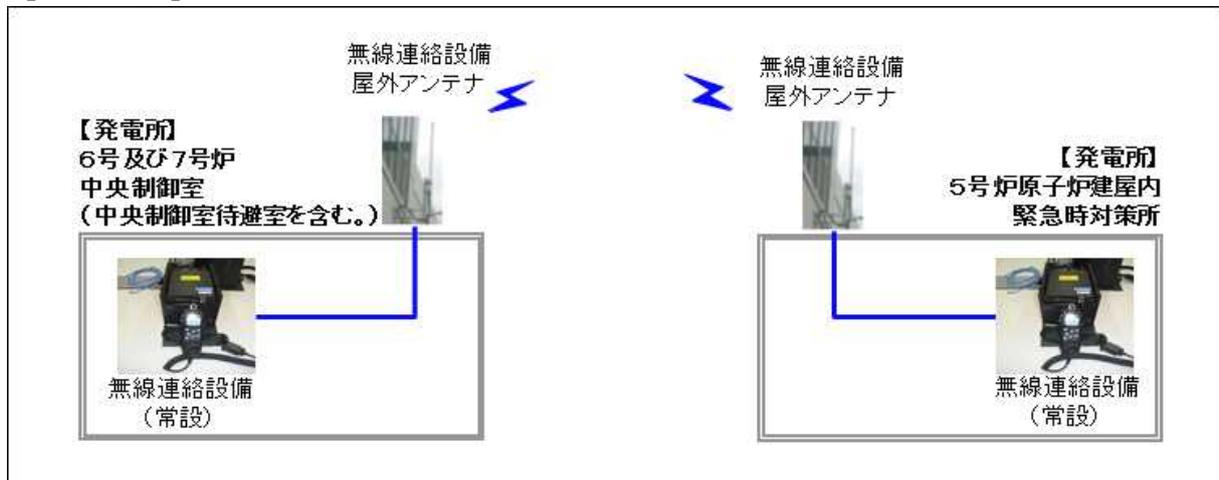 無線連絡設備
屋外アンテナ
【発電所】
6号及び7号炉
中央制御室
(中央制御室待避室を含む。)
無線連絡設備
(常設)
無線連絡設備
屋外アンテナ
【発電所】
5号炉原子炉建屋内
緊急時対策所
無線連絡設備
(常設)